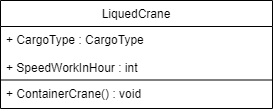 LiquedCrane
+ CargoType : CargoType
+ SpeedWorkInHour : int
+ ContainerCrane() : void